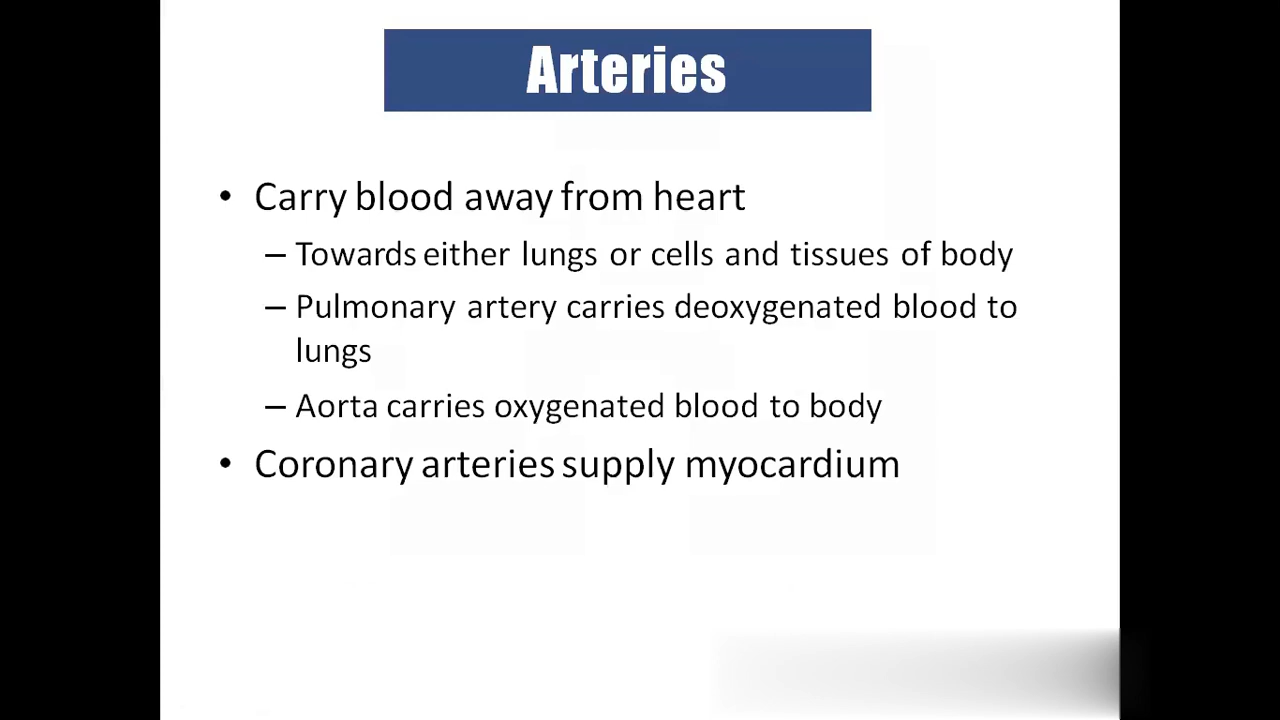 Arteries
• Carry blood away from heart
– Towards either lungs or cells and tissues of body
– Pulmonary artery carries deoxygenated blood to
lungs
– Aorta carries oxygenated blood to body
• Coronary arteries supply myocardium